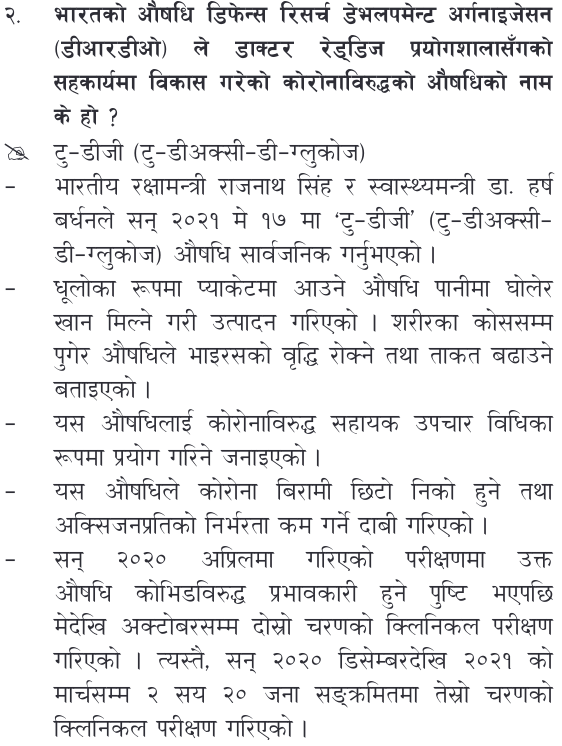 २. भारतको औषधि डिफेन्स रिसर्च डेभलपमेन्ट अर्गनाइजेसन
(डीआरडीओ) ले डाक्टर रेड्डिज प्रयोगशालासँगको
सहकार्यमा विकास गरेको कोरोनाविरुद्धको औषधिको नाम
के हो ?
टु-डीजी (टु-डीअक्सी-डी-ग्लुकोज)
- भारतीय रक्षामन्त्री राजनाथ सिंह र स्वास्थ्यमन्त्री डा. हर्ष
बर्धनले सन् २०२१ मे १७ मा ‘टु-डीजी’ (टु-डीअक्सी-
डी-ग्लुकोज) औषधि सार्वजनिक गर्नुभएको ।
- धूलोका रूपमा प्याकेटमा आउने औषधि पानीमा घोलेर
खान मिल्ने गरी उत्पादन गरिएको । शरीरका कोससम्म
पुगेर औषधिले भाइरसको वृद्धि रोक्ने तथा ताकत बढाउने
बताइएको ।
- यस औषधिलाई कोरोनाविरुद्ध सहायक उपचार विधिका
रूपमा प्रयोग गरिने जनाइएको ।
- यस औषधिले कोरोना बिरामी छिटो निको हुने तथा
अक्सिजनप्रतिको निर्भरता कम गर्ने दाबी गरिएको ।
- सन् २०२० अप्रिलमा गरिएको परीक्षणमा उक्त
औषधि कोभिडविरुद्ध प्रभावकारी हुने पुष्टि भएपछि
मेदेखि अक्टोबरसम्म दोस्रो चरणको क्लिनिकल परीक्षण
गरिएको । त्यस्तै, सन् २०२० डिसेम्बरदेखि २०२१ को
मार्चसम्म २ सय २० जना सङ्क्रमितमा तेस्रो चरणको
क्लिनिकल परीक्षण गरिएको ।